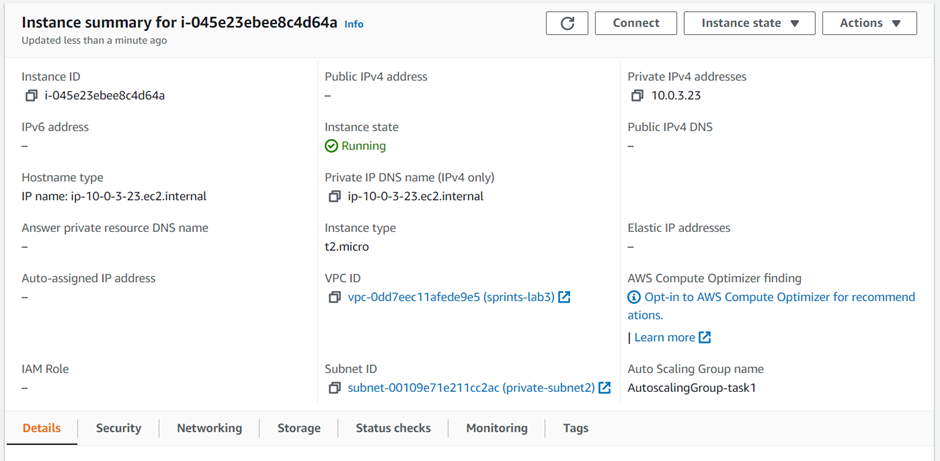 Instance summary for i-045e23ebee8c4d64a Info
Updated less than a minute ago
Connect
Instance state
Actions
Instance ID
i-045e23ebee8c4d64a
Public IPv4 address
–
Private IPv4 addresses
10.0.3.23
IPv6 address
–
Instance state
Running
Public IPv4 DNS
–
Hostname type
IP name: ip-10-0-3-23.ec2.internal
Private IP DNS name (IPv4 only)
ip-10-0-3-23.ec2.internal
Answer private resource DNS name
–
Instance type
t2.micro
Elastic IP addresses
–
Auto-assigned IP address
–
VPC ID
vpc-0dd7eec11afede9e5 (sprints-lab3)
AWS Compute Optimizer finding
Opt-in to AWS Compute Optimizer for recommend
ations.
| Learn more
IAM Role
–
Subnet ID
subnet-00109e71e211cc2ac (private-subnet2)
Auto Scaling Group name
AutoscalingGroup-task1
Details
Security
Networking
Storage
Status checks
Monitoring
Tags